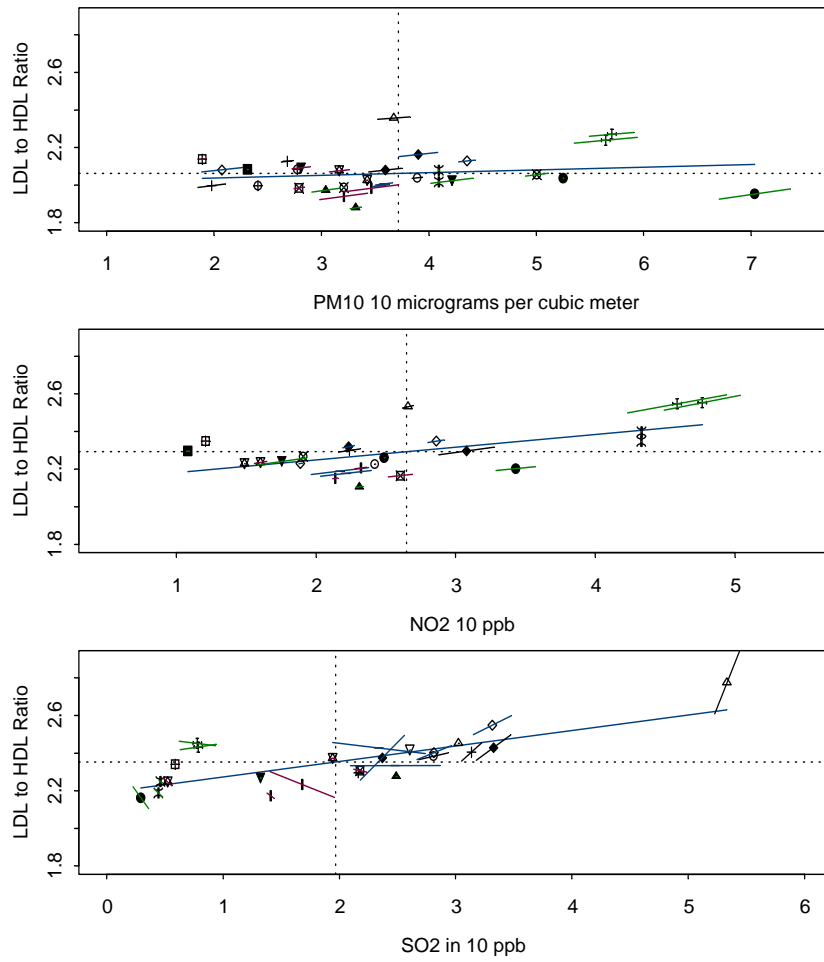 LDL to HDL Ratio
2.6
2.2
1.8
1 2 3 4 5 6 7
PM10 10 micrograms per cubic meter
LDL to HDL Ratio
2.6
2.2
1.8
1 2 3 4 5
NO2 10 ppb
LDL to HDL Ratio
2.6
2.2
1.8
0 1 2 3 4 5 6
SO2 in 10 ppb